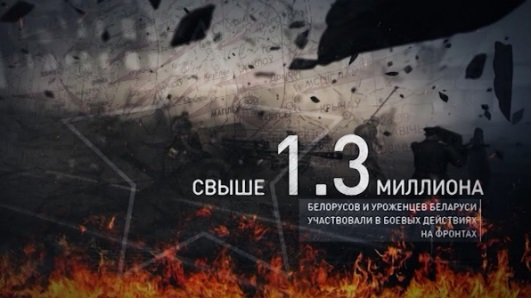 СВЫШЕ 1.3 МИЛЛИОНА
БЕЛОРУСОВ И УРОЖЕНЦЕВ БЕЛАРУСИ
УЧАСТВОВАЛИ В БОЕВЫХ ДЕЙСТВИЯХ
НА ФРОНТАХ